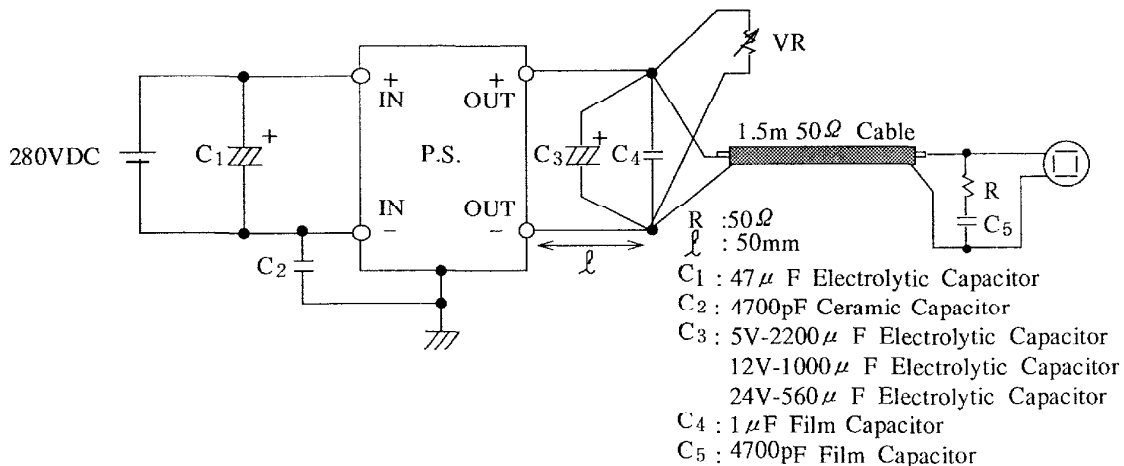 VR
+ IN
+ OUT
280VDC
C1 +
P.S.
C3 +
C4
1.5m 50Ω Cable
R
C5
IN −
OUT −
C2
ℓ
R :50Ω
ℓ : 50mm
C1 : 47μ F Electrolytic Capacitor
C2 : 4700pF Ceramic Capacitor
C3 : 5V-2200μ F Electrolytic Capacitor
12V-1000μ F Electrolytic Capacitor
24V-560μ F Electrolytic Capacitor
C4 : 1μF Film Capacitor
C5 : 4700pF Film Capacitor